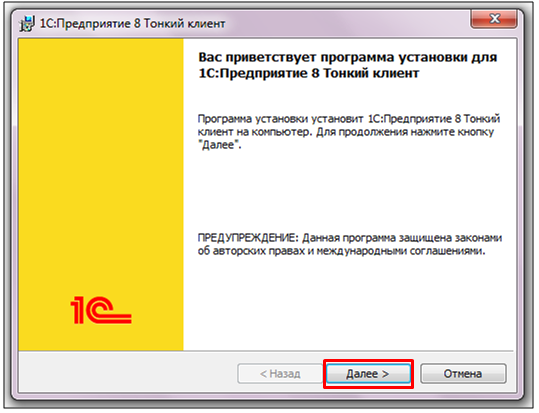 1С:Предприятие 8 Тонкий клиент
Вас приветствует программа установки для
1С:Предприятие 8 Тонкий клиент
Программа установки установит 1С:Предприятие 8 Тонкий
клиент на компьютер. Для продолжения нажмите кнопку
"Далее".
ПРЕДУПРЕЖДЕНИЕ: Данная программа защищена законами
об авторских правах и международными соглашениями.
1С
< Назад
Далее >
Отмена